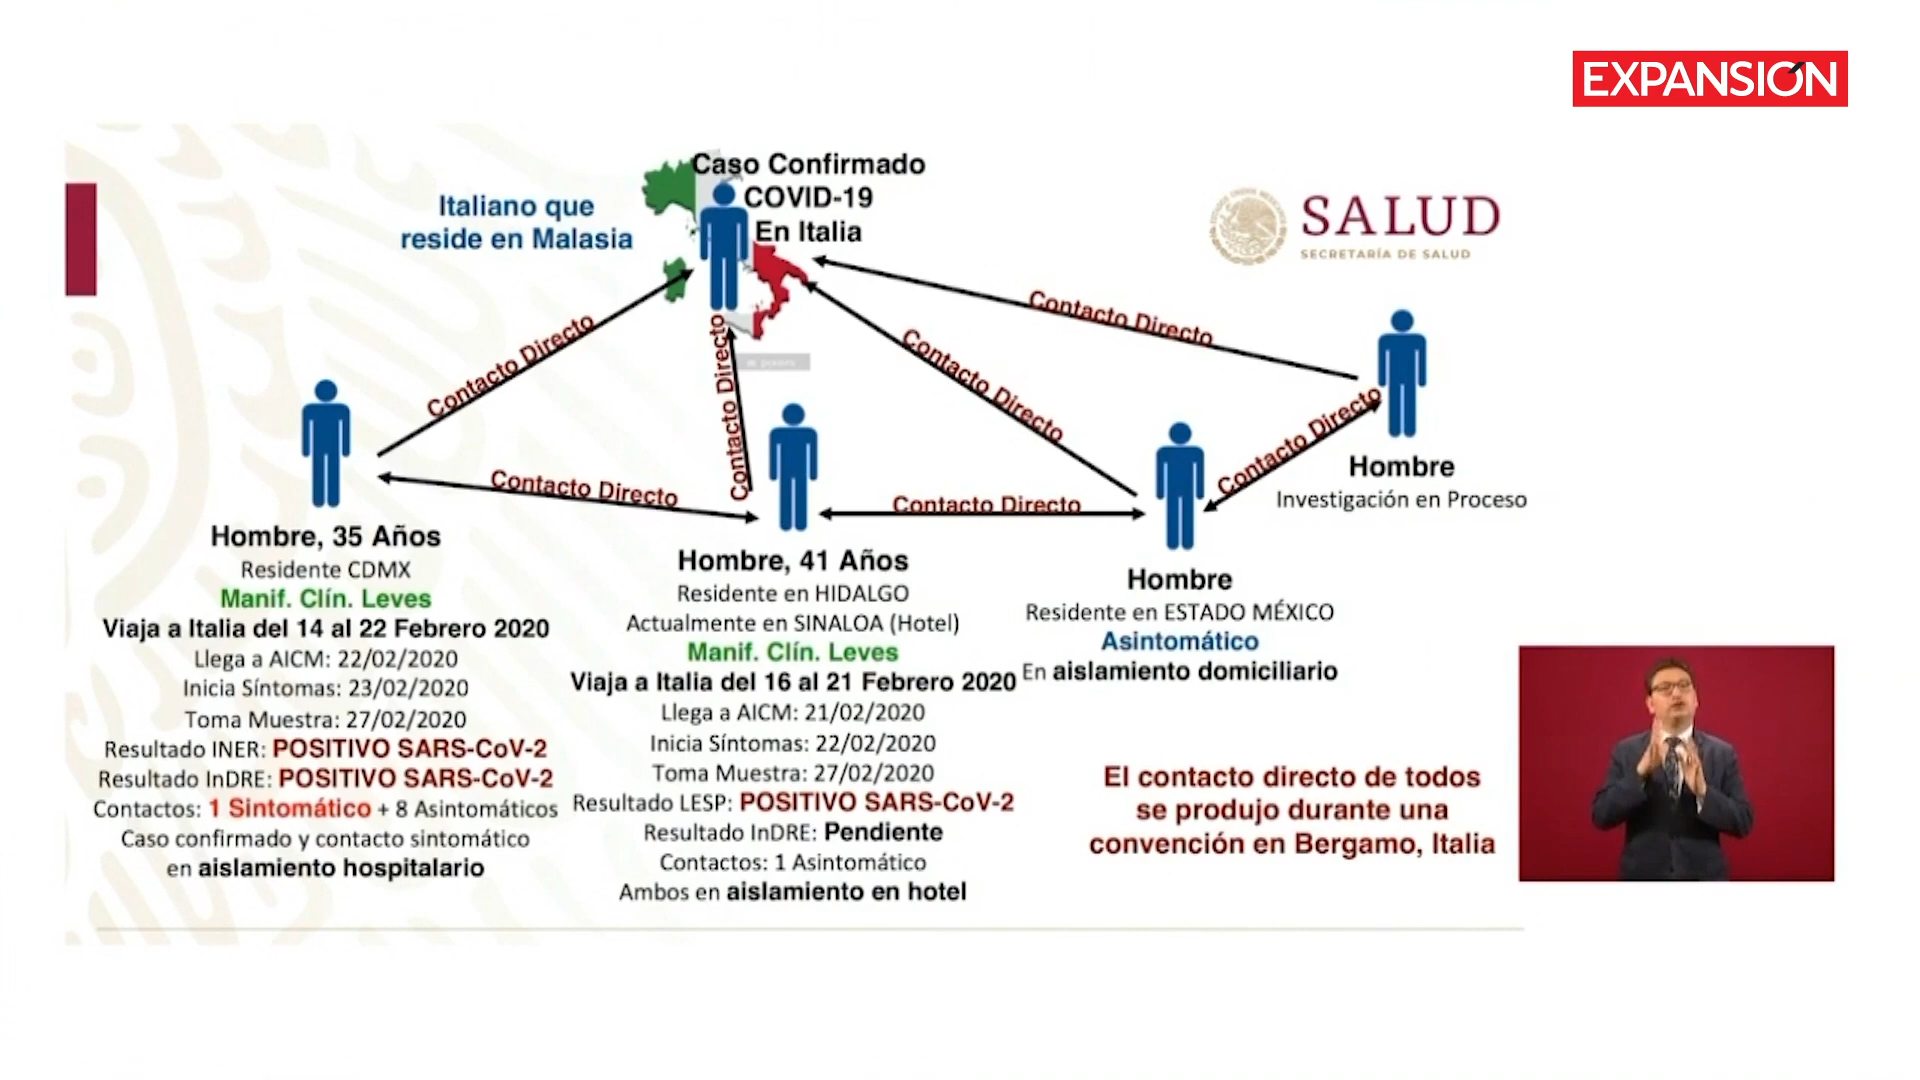 EXPANSIÓN
Caso Confirmado
COVID-19
En Italia
Italiano que
reside en Malasia
SALUD
SECRETARÍA DE SALUD
Contacto Directo
Contacto Directo
Contacto Directo
Contacto Directo
Contacto Directo
Contacto Directo
Contacto Directo
Hombre, 35 Años
Residente CDMX
Manif. Clín. Leves
Viaja a Italia del 14 al 22 Febrero 2020
Llega a AICM: 22/02/2020
Inicia Síntomas: 23/02/2020
Toma Muestra: 27/02/2020
Resultado INER: POSITIVO SARS-CoV-2
Resultado InDRE: POSITIVO SARS-CoV-2
Contactos: 1 Sintomático + 8 Asintomáticos
Caso confirmado y contacto sintomático
en aislamiento hospitalario
Hombre, 41 Años
Residente en HIDALGO
Actualmente en SINALOA (Hotel)
Manif. Clín. Leves
Viaja a Italia del 16 al 21 Febrero 2020
Llega a AICM: 21/02/2020
Inicia Síntomas: 22/02/2020
Toma Muestra: 27/02/2020
Resultado LESP: POSITIVO SARS-CoV-2
Resultado InDRE: Pendiente
Contactos: 1 Asintomático
Ambos en aislamiento en hotel
Hombre
Residente en ESTADO MÉXICO
Asintomático
En aislamiento domiciliario
Hombre
Investigación en Proceso
El contacto directo de todos
se produjo durante una
convención en Bergamo, Italia